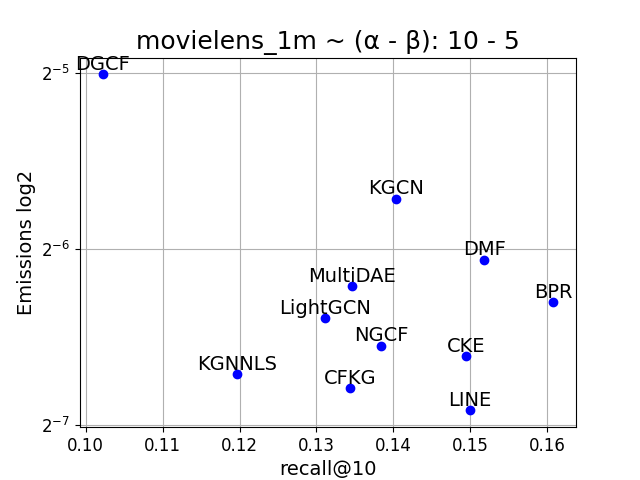 movielens_1m ~ (α - β): 10 - 5
DGCF
2⁻⁵
KGCN
DMF
2⁻⁶
MultiDAE
BPR
LightGCN
NGCF
CKE
KGNNLS
CFKG
LINE
2⁻⁷
Emissions log2
0.10 0.11 0.12 0.13 0.14 0.15 0.16
recall@10